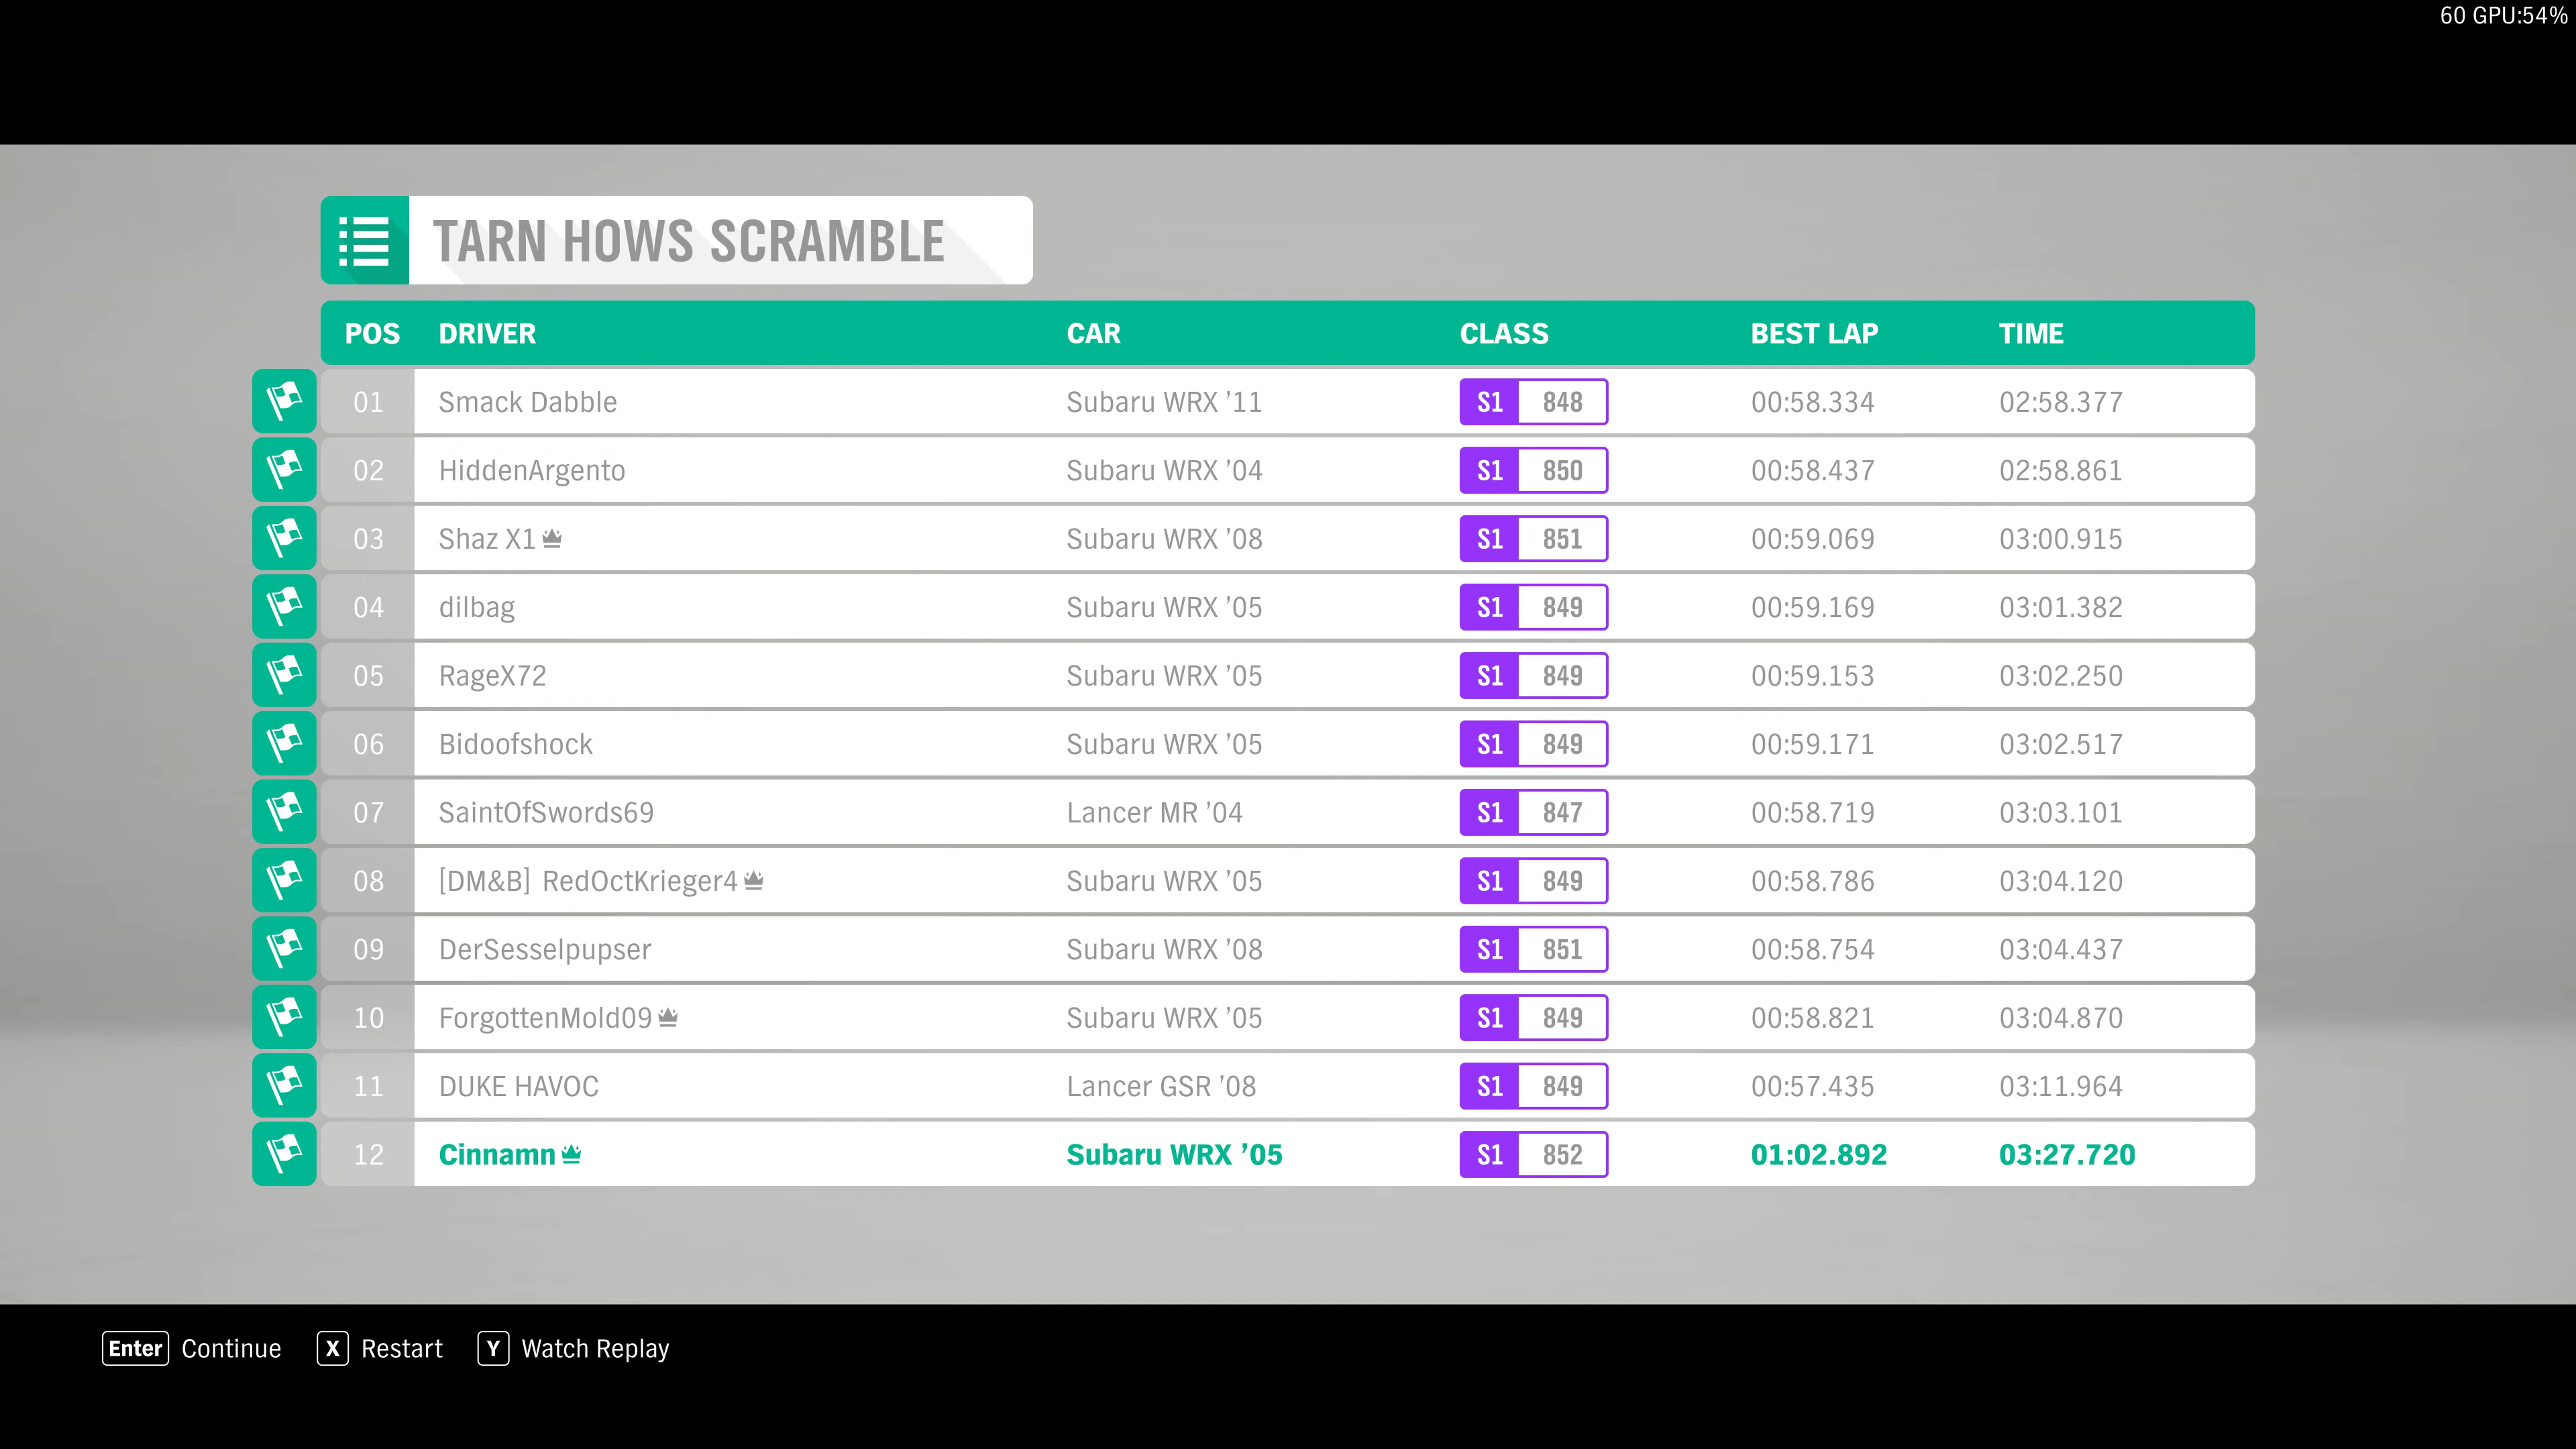 60 GPU:54%
TARN HOWS SCRAMBLE
POS DRIVER CAR CLASS BEST LAP TIME
01 Smack Dabble Subaru WRX ’11 S1 848 00:58.334 02:58.377
02 HiddenArgento Subaru WRX ’04 S1 850 00:58.437 02:58.861
03 Shaz X1 Subaru WRX ’08 S1 851 00:59.069 03:00.915
04 dilbag Subaru WRX ’05 S1 849 00:59.169 03:01.382
05 RageX72 Subaru WRX ’05 S1 849 00:59.153 03:02.250
06 Bidoofshock Subaru WRX ’05 S1 849 00:59.171 03:02.517
07 SaintOfSwords69 Lancer MR ’04 S1 847 00:58.719 03:03.101
08 [DM&B] RedOctKrieger4 Subaru WRX ’05 S1 849 00:58.786 03:04.120
09 DerSesselpupser Subaru WRX ’08 S1 851 00:58.754 03:04.437
10 ForgottenMold09 Subaru WRX ’05 S1 849 00:58.821 03:04.870
11 DUKE HAVOC Lancer GSR ’08 S1 849 00:57.435 03:11.964
12 Cinnamn Subaru WRX ’05 S1 852 01:02.892 03:27.720
Enter Continue X Restart Y Watch Replay